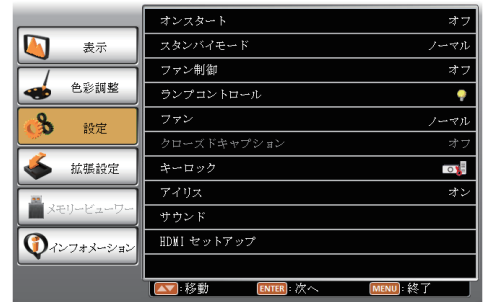 表示
色彩調整
設定
拡張設定
メモリービューワー
インフォメーション
オンスタート オフ
スタンバイモード ノーマル
ファン制御 オフ
ランプコントロール
ファン ノーマル
クローズドキャプション オフ
キーロック
アイリス オン
サウンド
HDMI セットアップ
:移動 ENTER:次へ MENU:終了